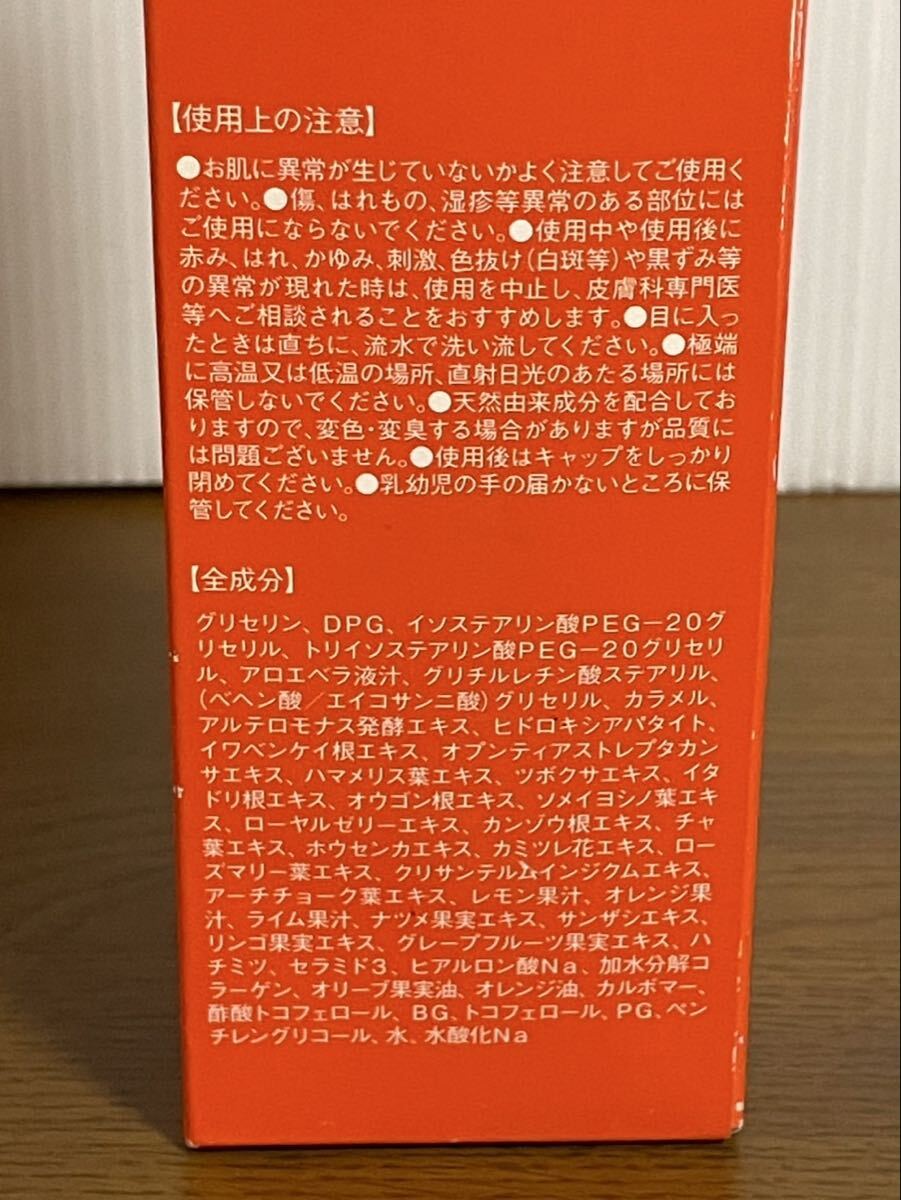 【使用上の注意】
●お肌に異常が生じていないかよく注意してご使用く
ださい。●傷、はれもの、湿疹等異常のある部位には
ご使用にならないでください。●使用中や使用後に
赤み、はれ、かゆみ、刺激、色抜け(白斑等)や黒ずみ等
の異常が現れた時は、使用を中止し、皮膚科専門医
等へご相談されることをおすすめします。●目に入っ
たときは直ちに、流水で洗い流してください。●極端
に高温又は低温の場所、直射日光のあたる場所には
保管しないでください。●天然由来成分を配合してお
りますので、変色・変臭する場合がありますが品質に
は問題ございません。●使用後はキャップをしっかり
閉めてください。●乳幼児の手の届かないところに保
管してください。
【全成分】
グリセリン、DPG、イソステアリン酸PEG−20グ
リセリル、トリイソステアリン酸PEG−20グリセリ
ル、アロエベラ液汁、グリチルレチン酸ステアリル、
(ベヘン酸／エイコサン二酸)グリセリル、カラメル、
アルテロモナス発酵エキス、ヒドロキシアパタイト、
イワベンケイ根エキス、オプンティアストレプタカン
サエキス、ハマメリス葉エキス、ツボクサエキス、イタ
ドリ根エキス、オウゴン根エキス、ソメイヨシノ葉エキ
ス、ローヤルゼリーエキス、カンゾウ根エキス、チャ
葉エキス、ホウセンカエキス、カミツレ花エキス、ロー
ズマリー葉エキス、クリサンテルムインジクムエキス、
アーチチョーク葉エキス、レモン果汁、オレンジ果
汁、ライム果汁、ナツメ果実エキス、サンザシエキス、
リンゴ果実エキス、グレープフルーツ果実エキス、ハ
チミツ、セラミド3、ヒアルロン酸Na、加水分解コ
ラーゲン、オリーブ果実油、オレンジ油、カルボマー、
酢酸トコフェロール、BG、トコフェロール、PG、ペン
チレングリコール、水、水酸化Na